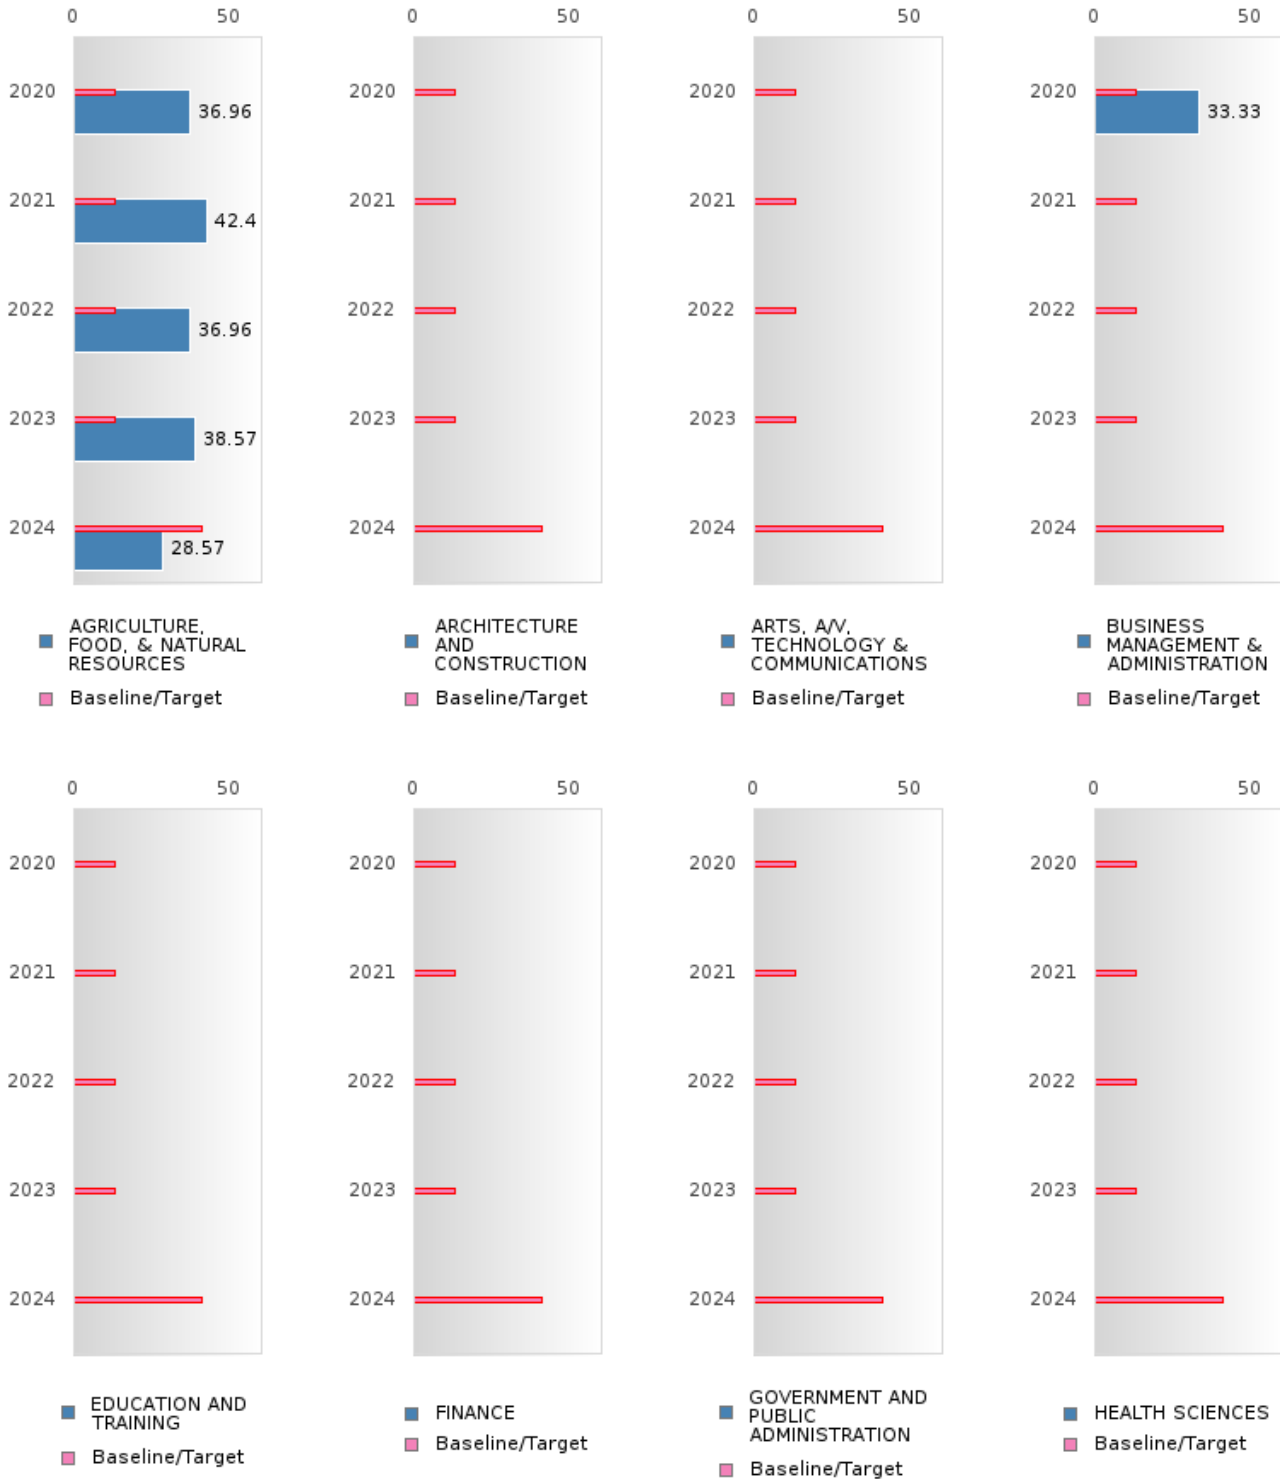 0 50 0 50 0 50 0 50
2020 36.96 2020 2020 2020 33.33
2021 42.4 2021 2021 2021
2022 36.96 2022 2022 2022
2023 38.57 2023 2023 2023
2024 28.57 2024 2024 2024
AGRICULTURE,
FOOD, & NATURAL
RESOURCES
Baseline/Target
ARCHITECTURE
AND
CONSTRUCTION
Baseline/Target
ARTS, A/V,
TECHNOLOGY &
COMMUNICATIONS
Baseline/Target
BUSINESS
MANAGEMENT &
ADMINISTRATION
Baseline/Target
0 50 0 50 0 50 0 50
2020 2020 2020 2020
2021 2021 2021 2021
2022 2022 2022 2022
2023 2023 2023 2023
2024 2024 2024 2024
EDUCATION AND
TRAINING
Baseline/Target
FINANCE
Baseline/Target
GOVERNMENT AND
PUBLIC
ADMINISTRATION
Baseline/Target
HEALTH SCIENCES
Baseline/Target